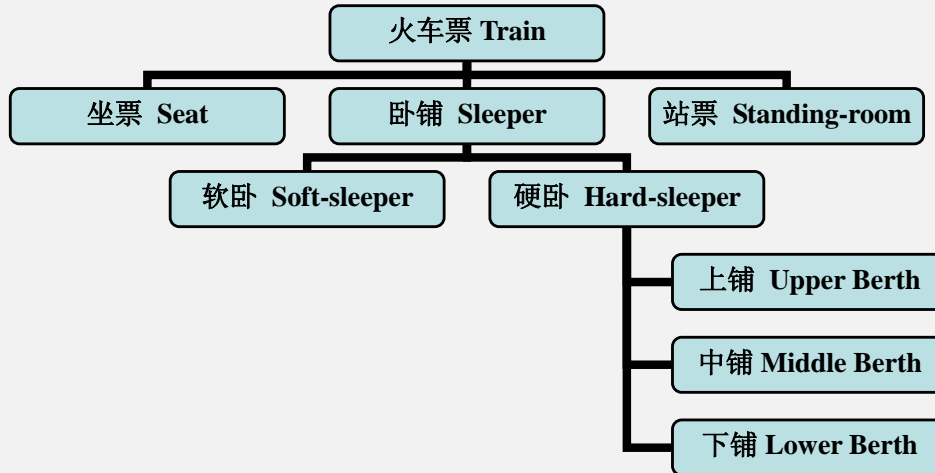 火车票 Train
坐票 Seat
卧铺 Sleeper
站票 Standing-room
软卧 Soft-sleeper
硬卧 Hard-sleeper
上铺 Upper Berth
中铺 Middle Berth
下铺 Lower Berth